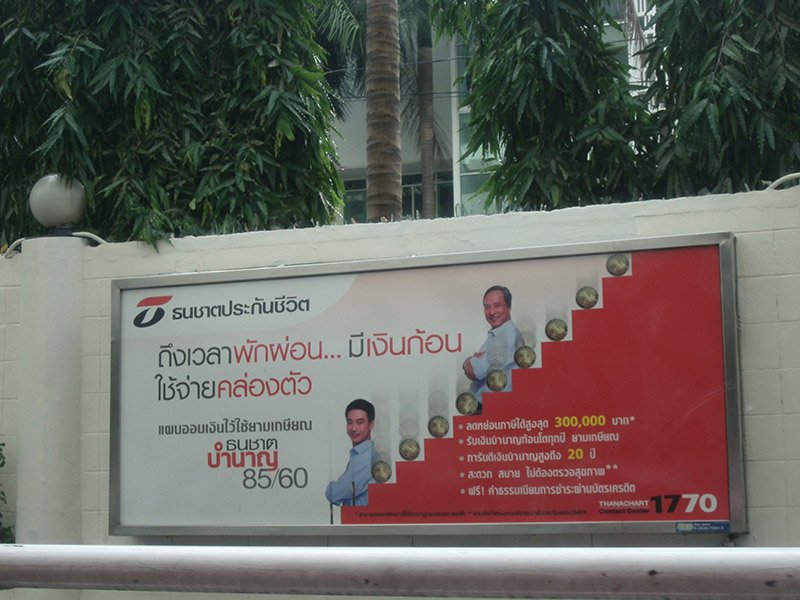 ธนชาตประกันชีวิต
ถึงเวลาพักผ่อน... มีเงินก้อน
ใช้จ่ายคล่องตัว
แผนออมเงินไว้ใช้ยามเกษียณ
ธนชาต
บำนาญ
85/60
• ลดหย่อนภาษีได้สูงสุด 300,000 บาท*
• รับเงินบำนาญก้อนโตทุกปี ยามเกษียณ
• การันตีเงินบำนาญสูงถึง 20 ปี
• สะดวก สบาย ไม่ต้องตรวจสุขภาพ**
• ฟรี! ค่าธรรมเนียมการชำระผ่านบัตรเครดิต
THANACHART
Contact Center 1770